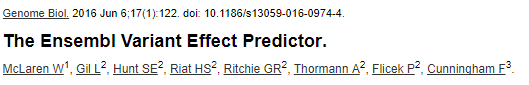 Genome Biol. 2016 Jun 6;17(1):122. doi: 10.1186/s13059-016-0974-4.
The Ensembl Variant Effect Predictor.
McLaren W1, Gil L2, Hunt SE2, Riat HS2, Ritchie GR2, Thormann A2, Flicek P2, Cunningham F3.